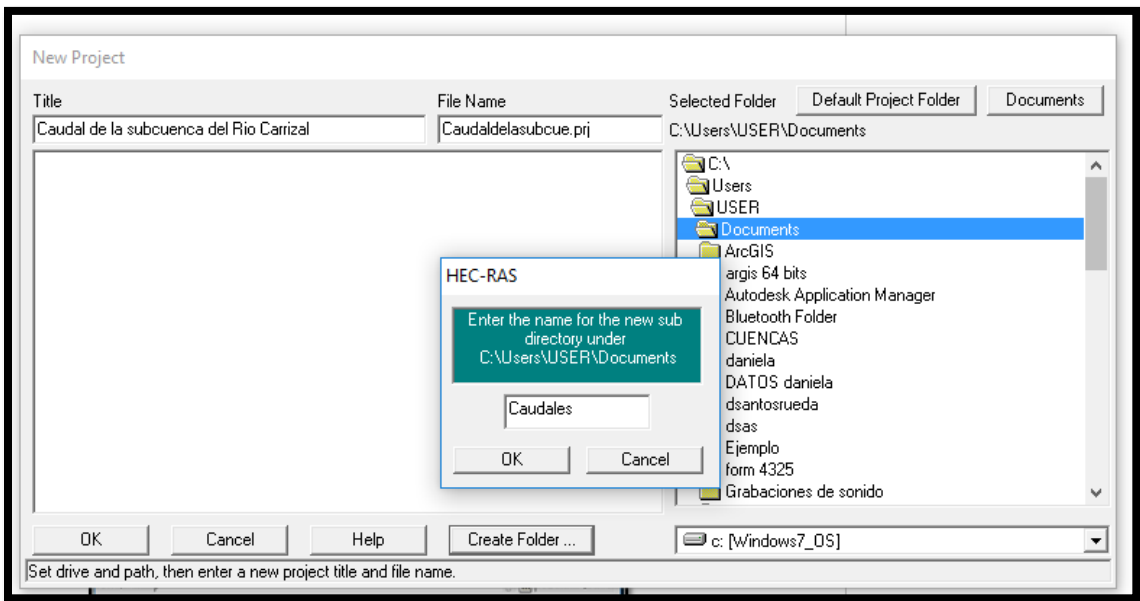 New Project
Title
File Name
Selected Folder
Default Project Folder
Documents
Caudal de la subcuenca del Rio Carrizal
Caudaldelasubcue.prj
C:\Users\USER\Documents
C:\
Users
USER
Documents
ArcGIS
argis 64 bits
Autodesk Application Manager
Bluetooth Folder
CUENCAS
daniela
DATOS daniela
dsantosrueda
dsas
Ejemplo
form 4325
Grabaciones de sonido
HEC-RAS
Enter the name for the new sub
directory under
C:\Users\USER\Documents
Caudales
OK
Cancel
OK
Cancel
Help
Create Folder ...
c: [Windows7_OS]
Set drive and path, then enter a new project title and file name.